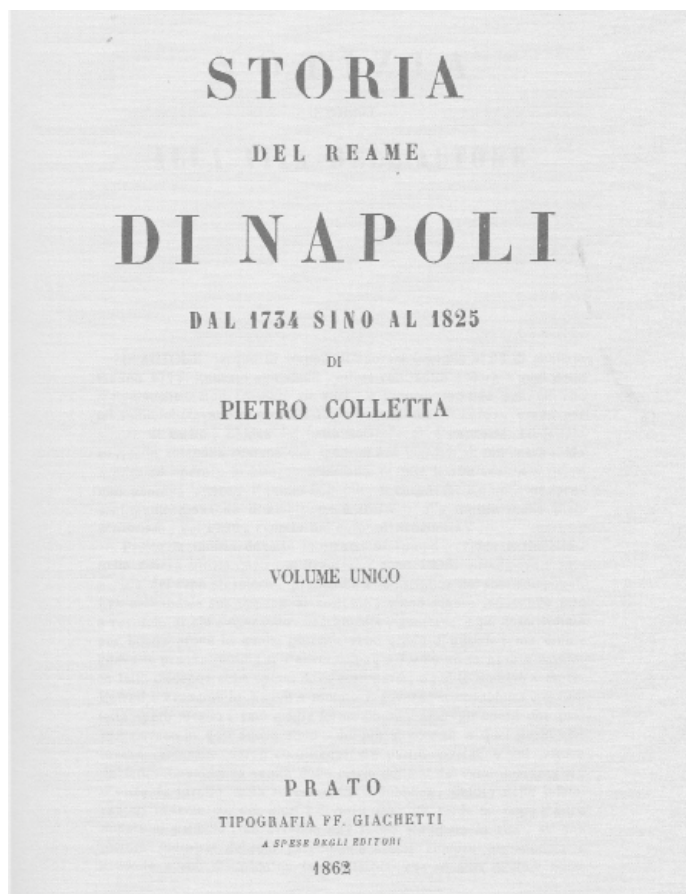 STORIA
DEL REAME
DI NAPOLI
DAL 1734 SINO AL 1825
DI
PIETRO COLLETTA
VOLUME UNICO
PRATO
TIPOGRAFIA FF. GIACHETTI
A SPESE DEGLI EDITORI
1862